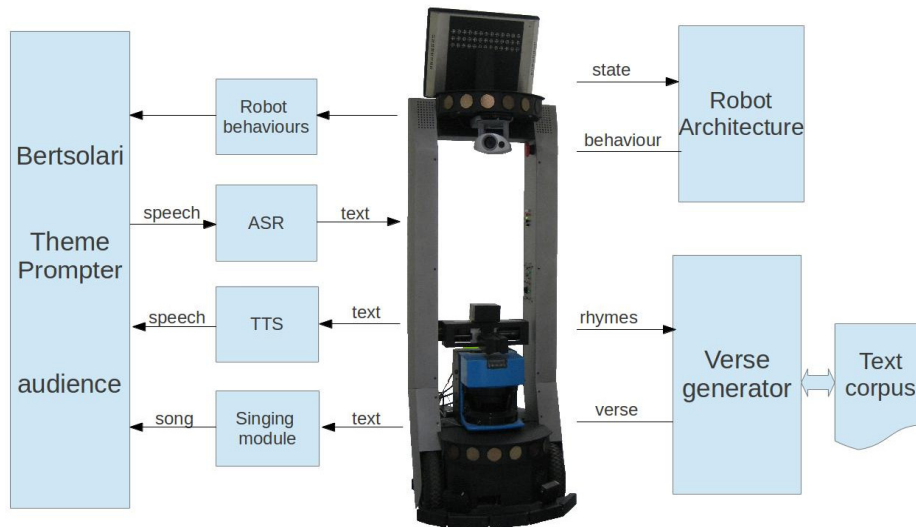 Bertsolari
Theme
Prompter
audience
Robot
behaviours
speech
ASR
text
speech
TTS
text
song
Singing
module
text
state
behaviour
Robot
Architecture
rhymes
verse
Verse
generator
Text
corpus